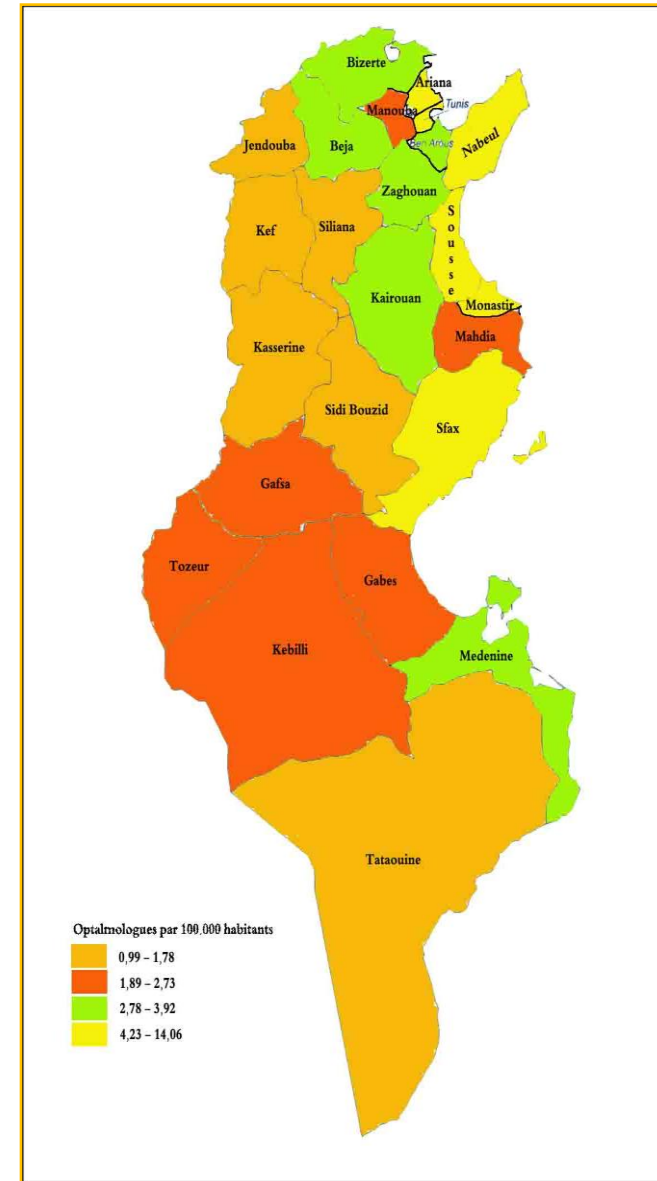 Bizerte
Ariana
Manouba
Tunis
Jendouba
Beja
Ben Arous
Nabeul
Zaghouan
Kef
Siliana
Sousse
Kairouan
Monastir
Mahdia
Kasserine
Sidi Bouzid
Sfax
Gafsa
Tozeur
Gabes
Kebilli
Medenine
Tataouine
Optalmologues par 100.000 habitants
0,99 – 1,78
1,89 – 2,73
2,78 – 3,92
4,23 – 14,06